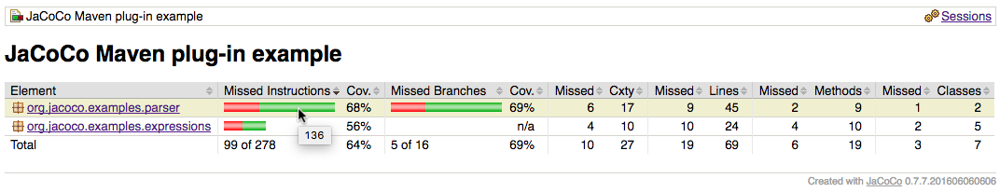 JaCoCo Maven plug-in example Sessions
JaCoCo Maven plug-in example
Element Missed Instructions Cov. Missed Branches Cov. Missed Cxty Missed Lines Missed Methods Missed Classes
org.jacoco.examples.parser 68% 69% 6 17 9 45 2 9 1 2
org.jacoco.examples.expressions 56% n/a 4 10 10 24 4 10 2 5
136
Total 99 of 278 64% 5 of 16 69% 10 27 19 69 6 19 3 7
Created with JaCoCo 0.7.7.201606060606